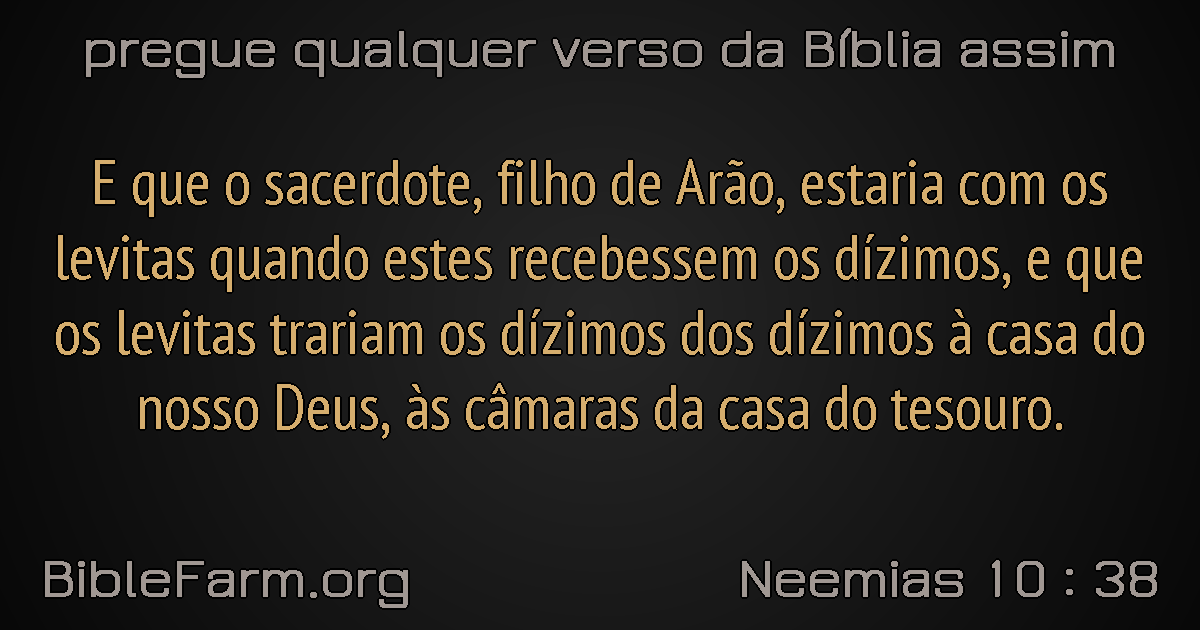 pregue qualquer verso da Bíblia assim
E que o sacerdote, filho de Arão, estaria com os
levitas quando estes recebessem os dízimos, e que
os levitas trariam os dízimos dos dízimos à casa do
nosso Deus, às câmaras da casa do tesouro.
BibleFarm.org
Neemias 10 : 38